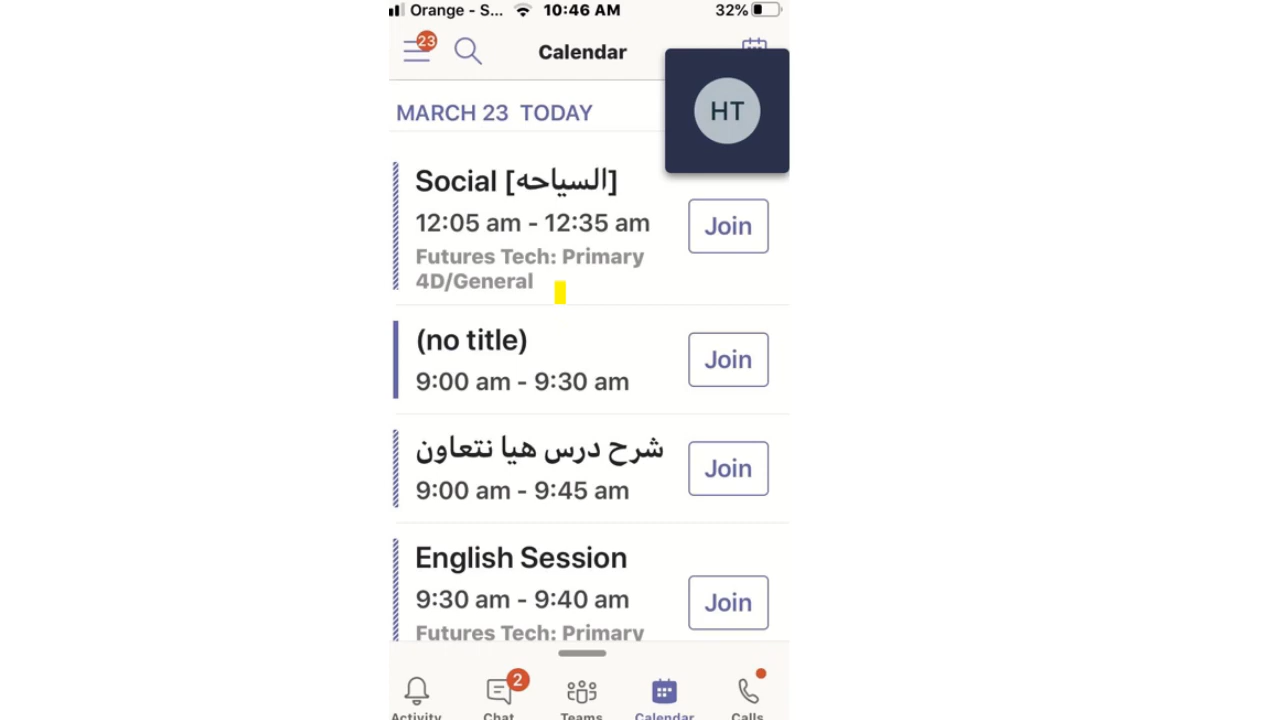 Orange - S... 10:46 AM 32%
23 Calendar
HT
MARCH 23 TODAY
Social [السياحه]
12:05 am - 12:35 am
Join
Futures Tech: Primary
4D/General
(no title)
9:00 am - 9:30 am
Join
شرح درس هيا نتعاون
9:00 am - 9:45 am
Join
English Session
9:30 am - 9:40 am
Join
Futures Tech: Primary
2
Activity Chat Teams Calendar Calls